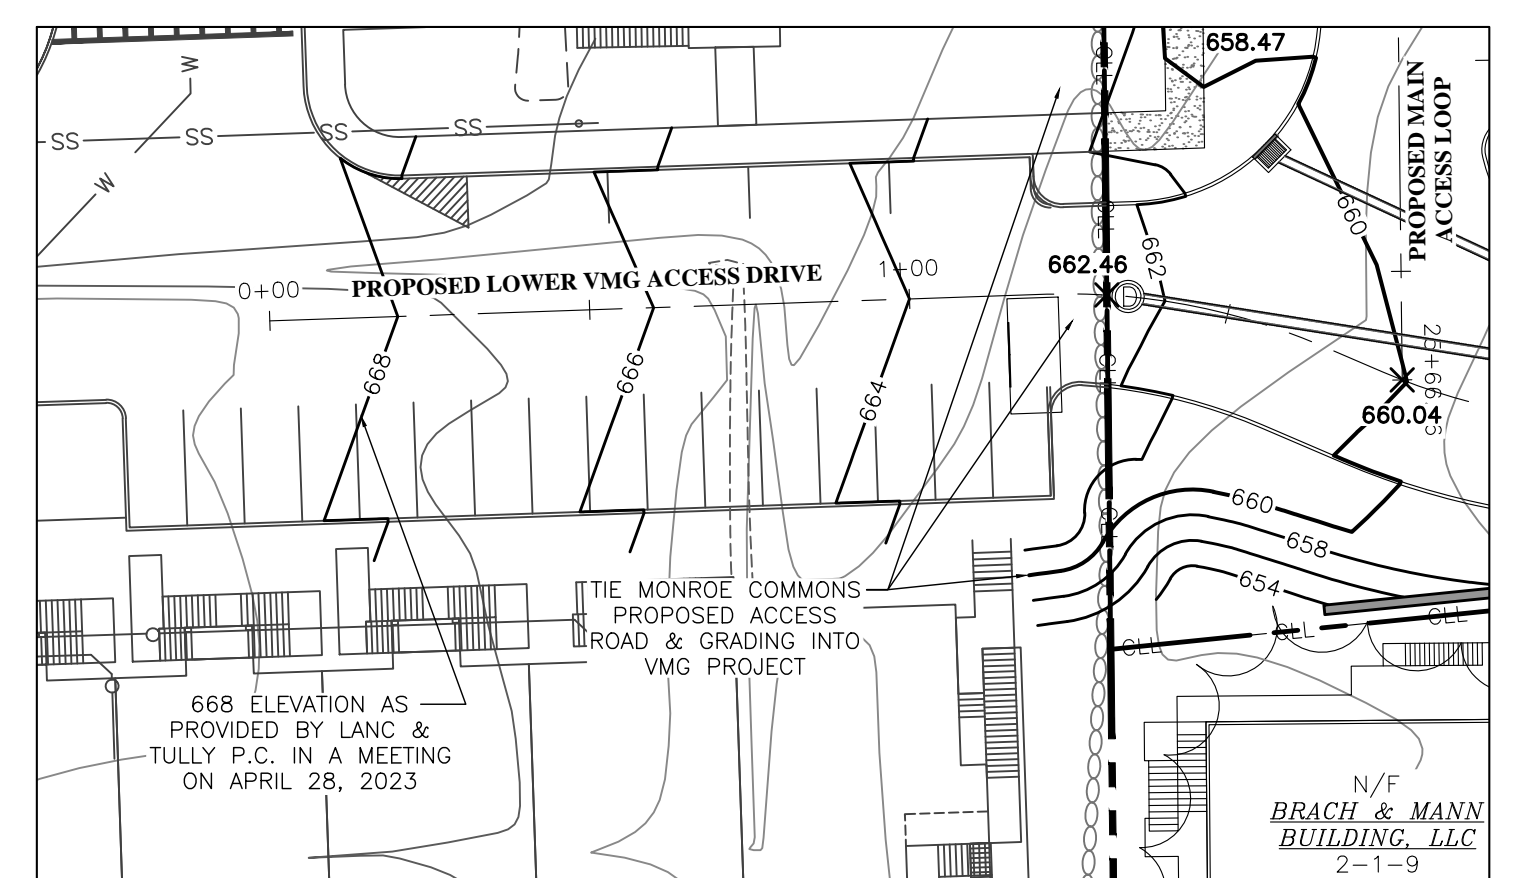 658.47
W
SS
SS
SS
SS
W
PROPOSED MAIN
ACCESS LOOP
660
662
662.46
1+00
PROPOSED LOWER VMG ACCESS DRIVE
0+00
668
666
664
660.04
660
658
654
CLL
CLL
CLL
TIE MONROE COMMONS
PROPOSED ACCESS
ROAD & GRADING INTO
VMG PROJECT
668 ELEVATION AS
PROVIDED BY LANC &
TULLY P.C. IN A MEETING
ON APRIL 28, 2023
N/F
BRACH & MANN
BUILDING, LLC
2-1-9